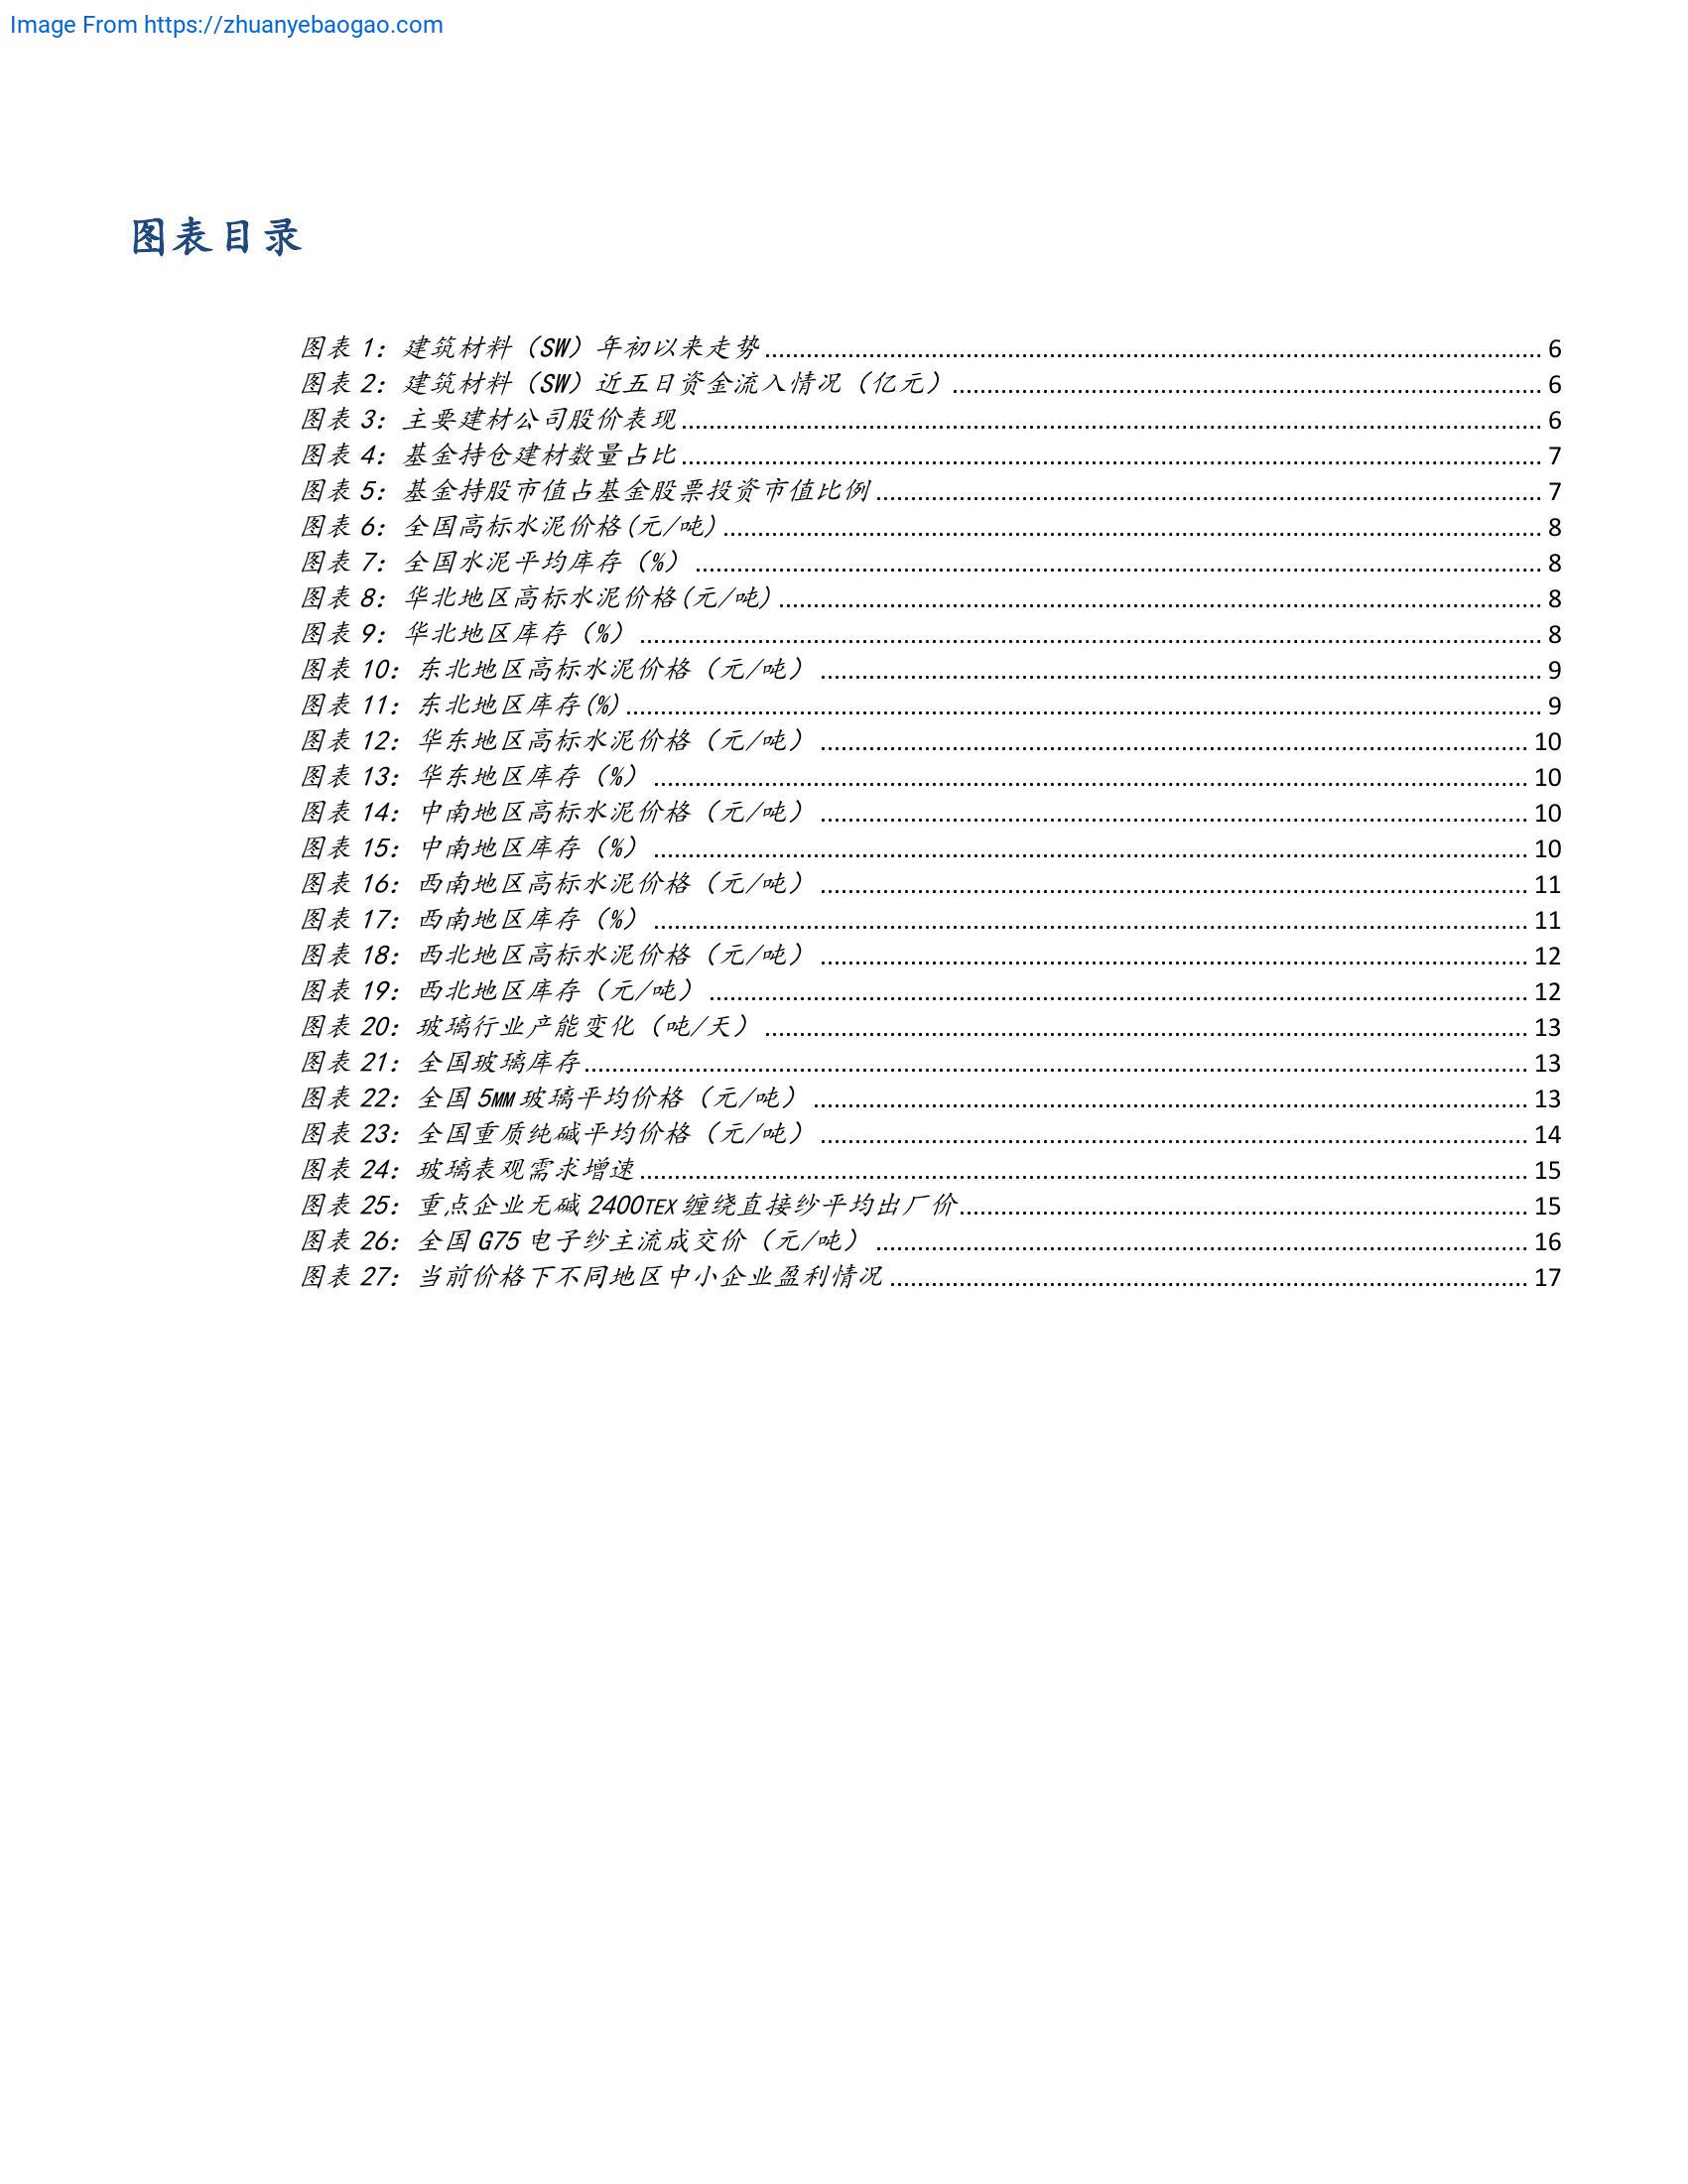 Image From https://zhuanyebaogao.com
图表目录
图表 1：建筑材料（SW）年初以来走势 6
图表 2：建筑材料（SW）近五日资金流入情况（亿元） 6
图表 3：主要建材公司股价表现 6
图表 4：基金持仓建材数量占比 7
图表 5：基金持股市值占基金股票投资市值比例 7
图表 6：全国高标水泥价格(元/吨) 8
图表 7：全国水泥平均库存（%） 8
图表 8：华北地区高标水泥价格(元/吨) 8
图表 9：华北地区库存（%） 8
图表 10：东北地区高标水泥价格（元/吨） 9
图表 11：东北地区库存(%) 9
图表 12：华东地区高标水泥价格（元/吨） 10
图表 13：华东地区库存（%） 10
图表 14：中南地区高标水泥价格（元/吨） 10
图表 15：中南地区库存（%） 10
图表 16：西南地区高标水泥价格（元/吨） 11
图表 17：西南地区库存（%） 11
图表 18：西北地区高标水泥价格（元/吨） 12
图表 19：西北地区库存（元/吨） 12
图表 20：玻璃行业产能变化（吨/天） 13
图表 21：全国玻璃库存 13
图表 22：全国 5MM 玻璃平均价格（元/吨） 13
图表 23：全国重质纯碱平均价格（元/吨） 14
图表 24：玻璃表观需求增速 15
图表 25：重点企业无碱 2400TEX 缠绕直接纱平均出厂价 15
图表 26：全国 G75 电子纱主流成交价（元/吨） 16
图表 27：当前价格下不同地区中小企业盈利情况 17